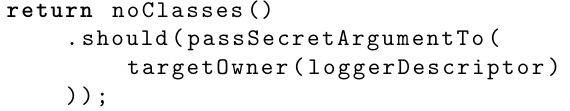 return noClasses()
    .should(passSecretArgumentTo(
        targetOwner(loggerDescriptor)
    ));